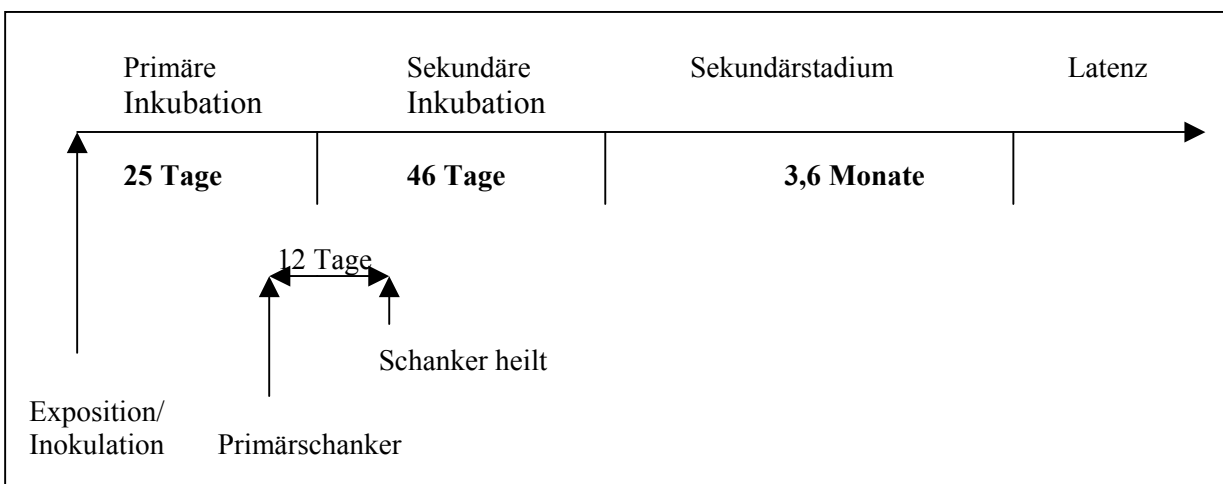 Primäre
Inkubation
Sekundäre
Inkubation
Sekundärstadium
Latenz
25 Tage
46 Tage
3,6 Monate
12 Tage
Schanker heilt
Exposition/
Inokulation
Primärschanker